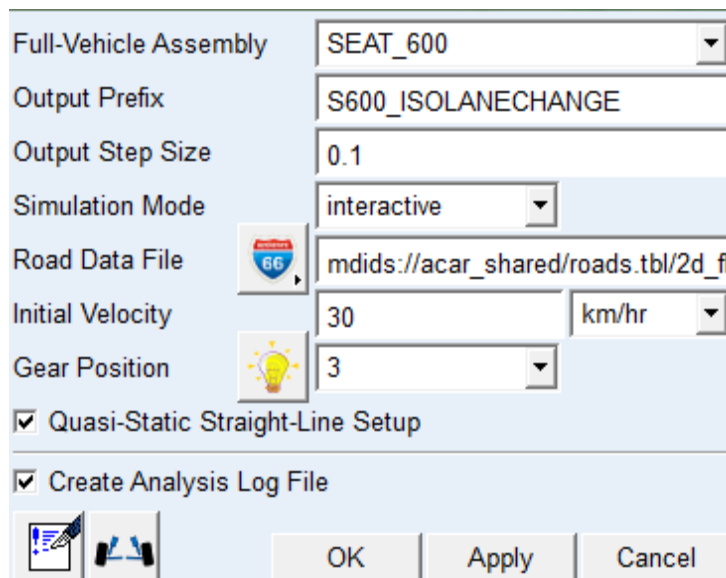 Full-Vehicle Assembly SEAT_600
Output Prefix S600_ISOLANECHANGE
Output Step Size 0.1
Simulation Mode interactive
Road Data File 66 mdids://acar_shared/roads.tbl/2d_fl
Initial Velocity 30 km/hr
Gear Position 3
Quasi-Static Straight-Line Setup
Create Analysis Log File
OK Apply Cancel